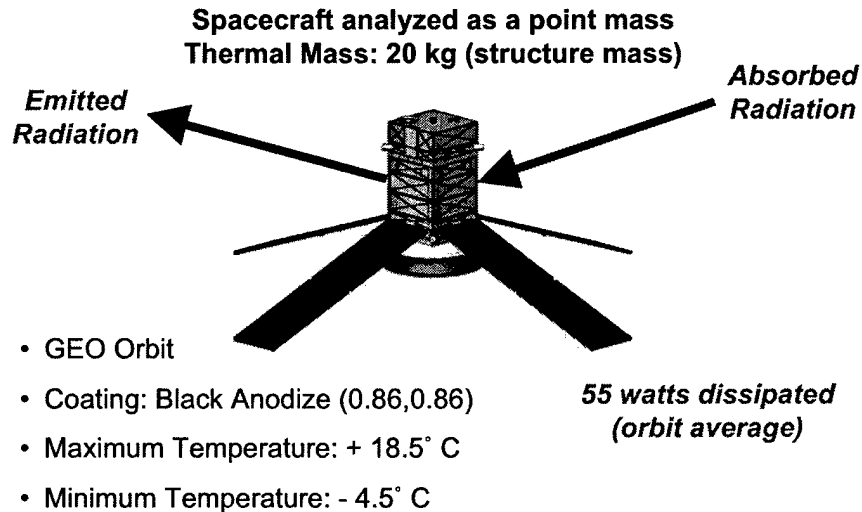 Spacecraft analyzed as a point mass
Thermal Mass: 20 kg (structure mass)
Emitted
Radiation
Absorbed
Radiation
• GEO Orbit
• Coating: Black Anodize (0.86,0.86)
• Maximum Temperature: + 18.5° C
• Minimum Temperature: - 4.5° C
55 watts dissipated
(orbit average)